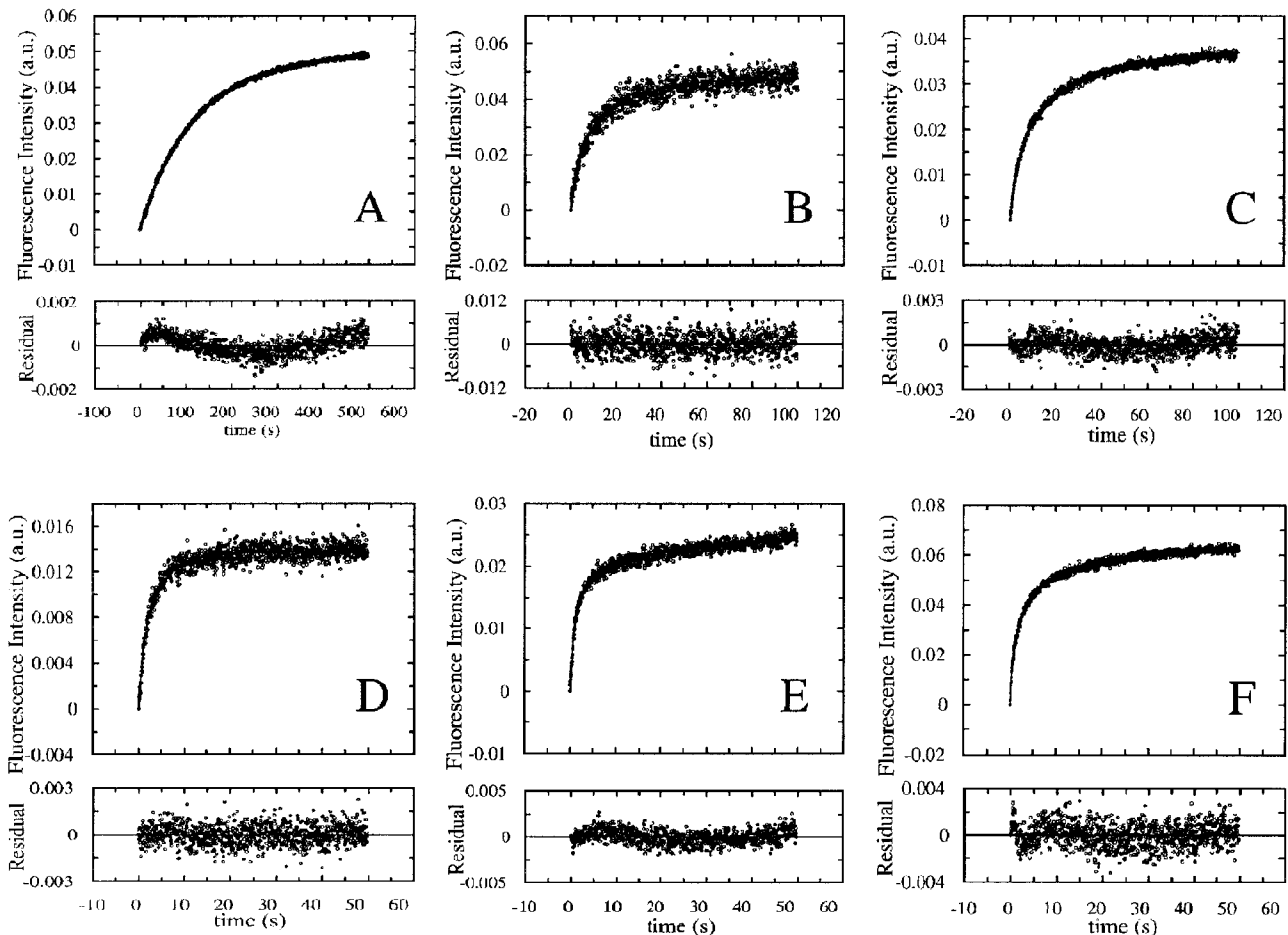 0.06
0.05
0.04
0.03
0.02
0.01
0
-0.01
Fluorescence Intensity (a.u.)
A
0.002
0
-0.002
Residual
-100 0 100 200 300 400 500 600
time (s)
0.06
0.04
0.02
0
-0.02
Fluorescence Intensity (a.u.)
B
0.012
0
-0.012
Residual
-20 0 20 40 60 80 100 120
time (s)
0.04
0.03
0.02
0.01
0
-0.01
Fluorescence Intensity (a.u.)
C
0.003
0
-0.003
Residual
-20 0 20 40 60 80 100 120
time (s)
0.016
0.012
0.008
0.004
0
-0.004
Fluorescence Intensity (a.u.)
D
0.003
0
-0.003
Residual
-10 0 10 20 30 40 50 60
time (s)
0.03
0.02
0.01
0
-0.01
Fluorescence Intensity (a.u.)
E
0.005
0
-0.005
Residual
-10 0 10 20 30 40 50 60
time (s)
0.08
0.06
0.04
0.02
0
-0.02
Fluorescence Intensity (a.u.)
F
0.004
0
-0.004
Residual
-10 0 10 20 30 40 50 60
time (s)